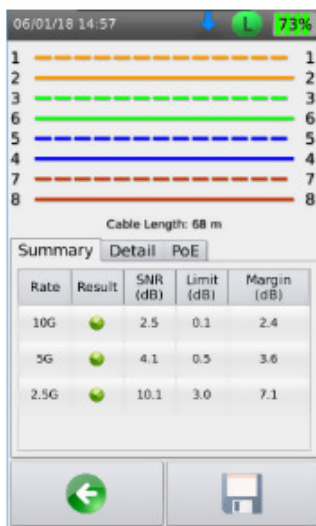 06/01/18 14:57 L 73%
1 1
2 2
3 3
6 6
5 5
4 4
7 7
8 8
Cable Length: 68 m
Summary Detail PoE
Rate Result SNR (dB) Limit (dB) Margin (dB)
10G 2.5 0.1 2.4
5G 4.1 0.5 3.6
2.5G 10.1 3.0 7.1